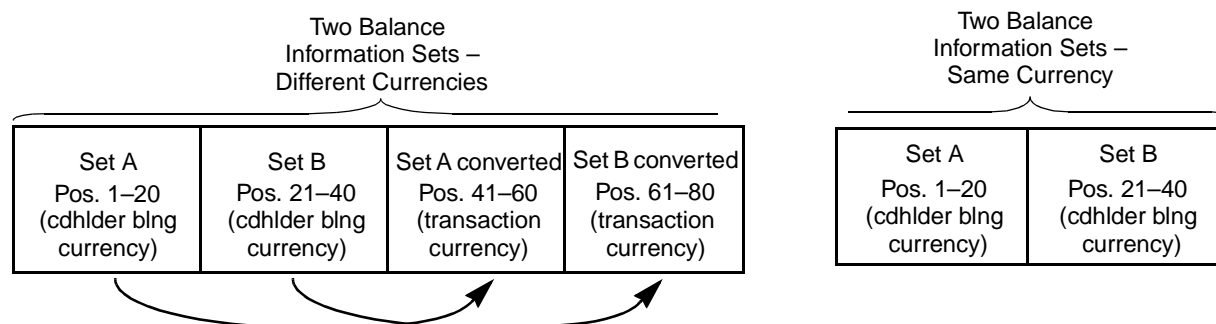 Two Balance
Information Sets –
Different Currencies
Set A
Pos. 1–20
(cdhlder blng
currency)
Set B
Pos. 21–40
(cdhlder blng
currency)
Set A converted
Pos. 41–60
(transaction
currency)
Set B converted
Pos. 61–80
(transaction
currency)
Two Balance
Information Sets –
Same Currency
Set A
Pos. 1–20
(cdhlder blng
currency)
Set B
Pos. 21–40
(cdhlder blng
currency)